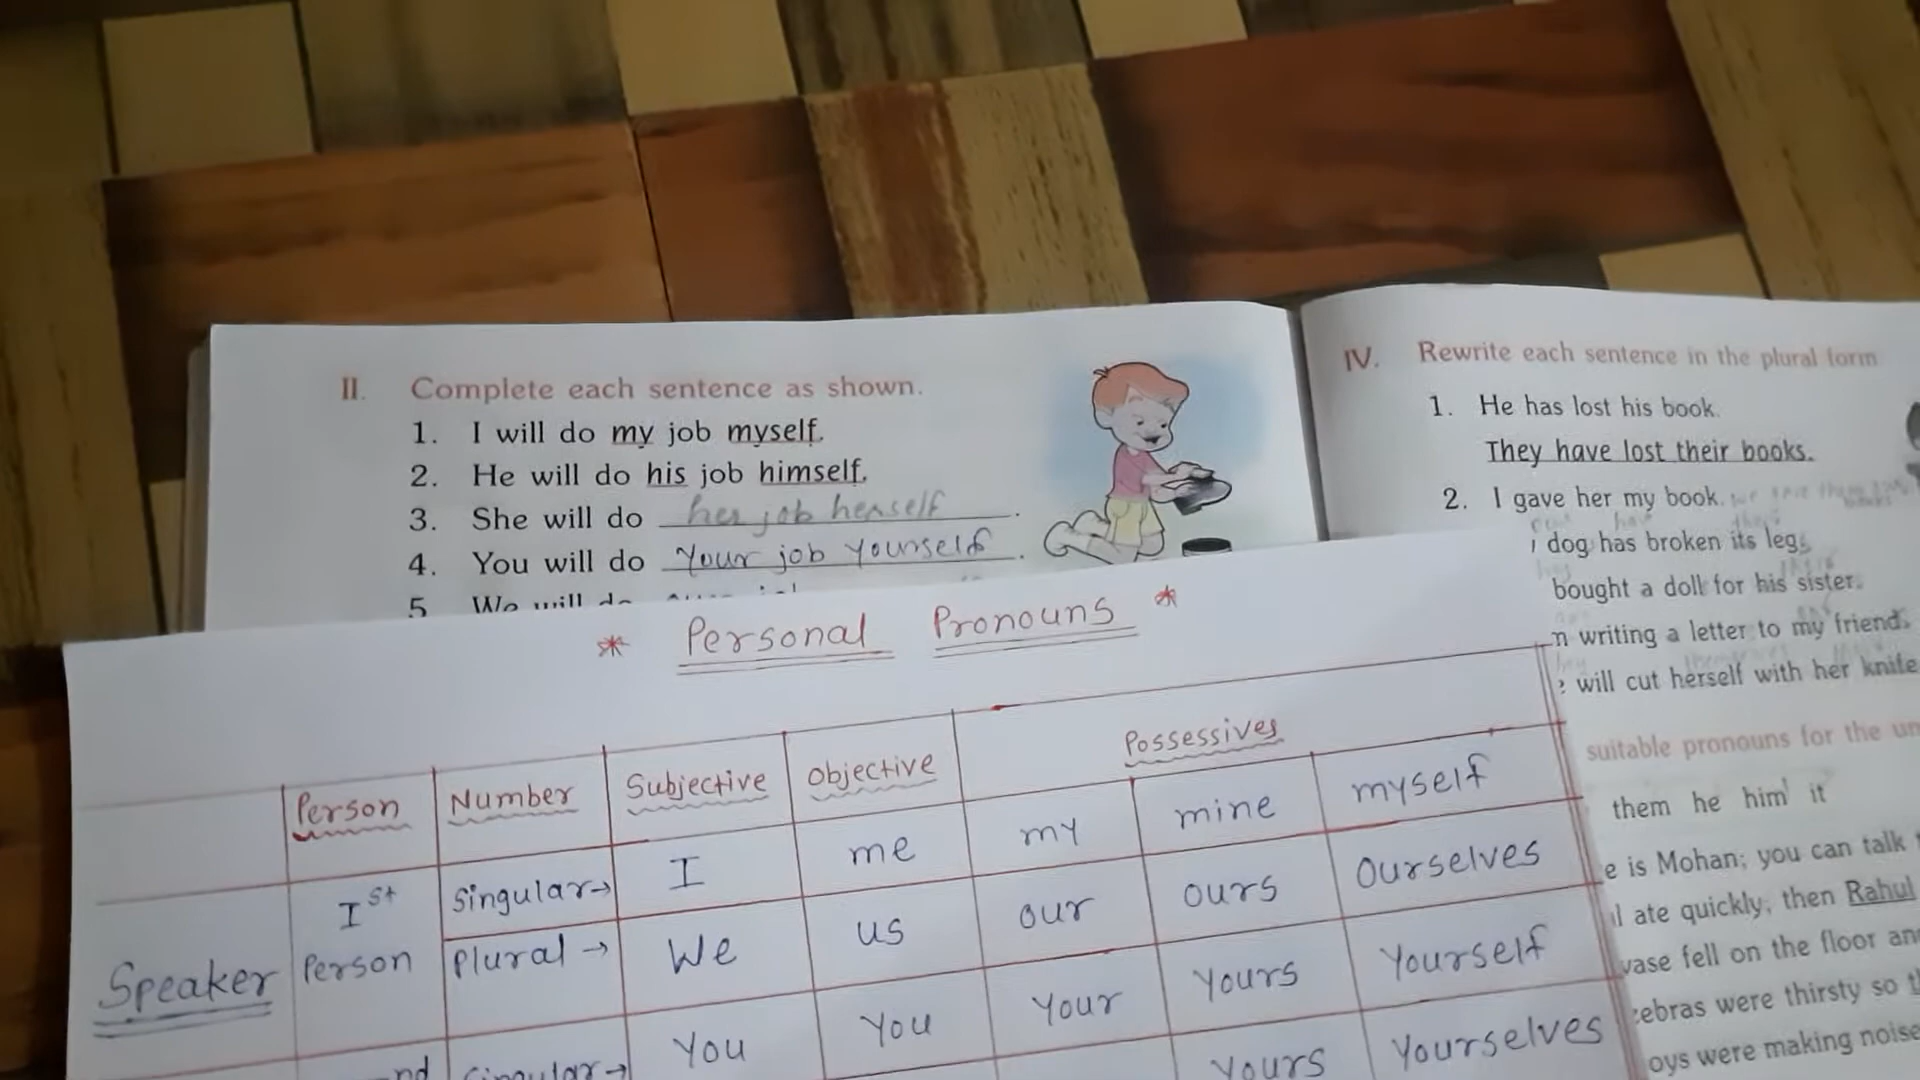 II. Complete each sentence as shown.
1. I will do my job myself.
2. He will do his job himself.
3. She will do her job herself.
4. You will do Your job yourself.
5 We will do
IV. Rewrite each sentence in the plural form
1. He has lost his book.
They have lost their books.
2. I gave her my book.
dog has broken its leg.
bought a doll for his sister.
writing a letter to my friend.
will cut herself with her knife
suitable pronouns for the
them he him it
is Mohan; you can talk
ate quickly, then Rahul
vase fell on the floor
were thirsty so
were making noise
* Personal Pronouns *
Person Number Subjective Objective Possessives
Speaker Ist Person Singular→ I me my mine myself
Plural→ We us our ours ourselves
nd Singular→ You You Your Yours Yourself
Yours Yourselves